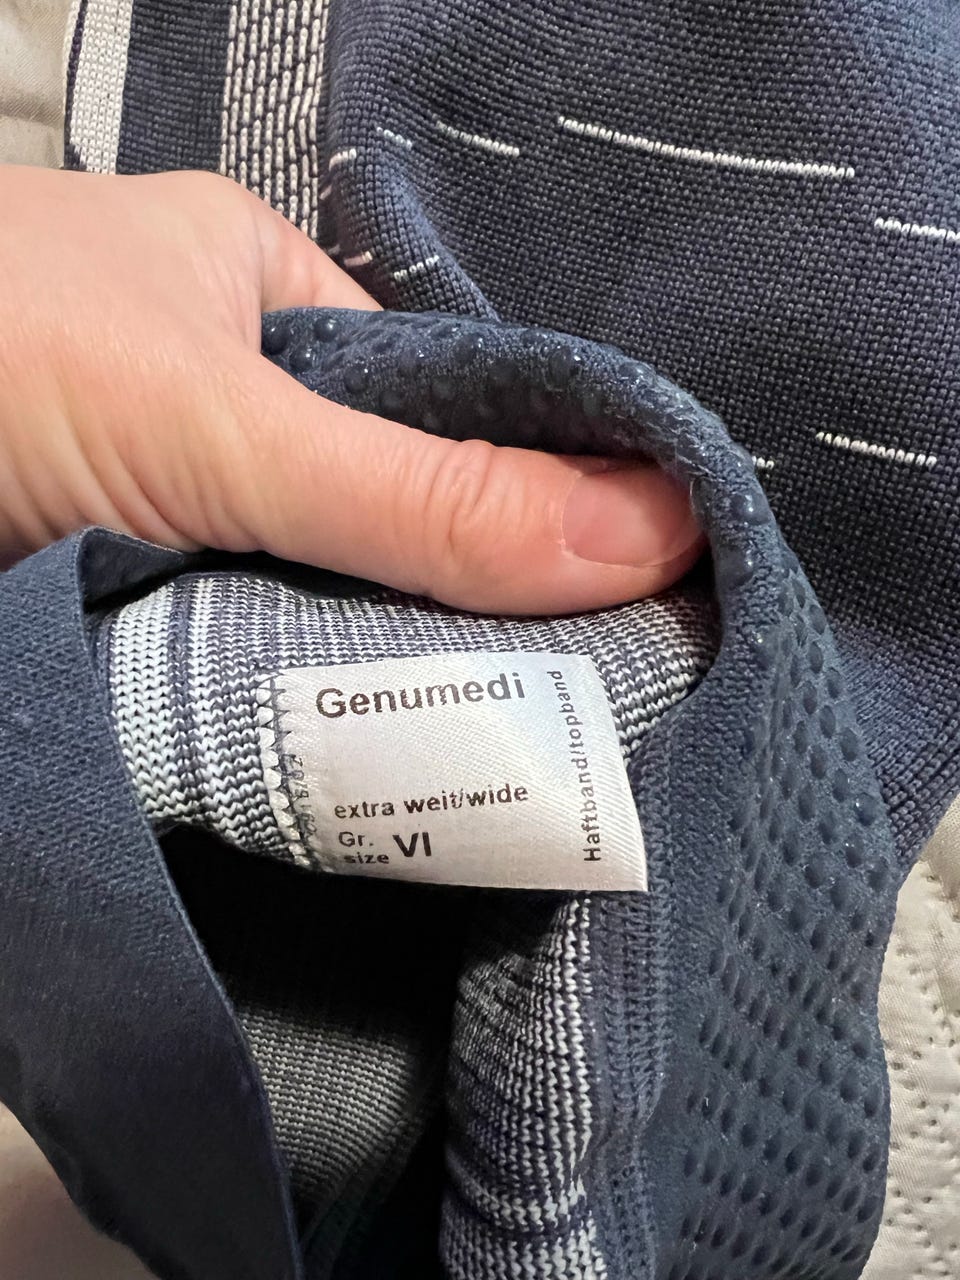 Genumedi
extra weit/wide
Gr.
size VI
Haftband/topband